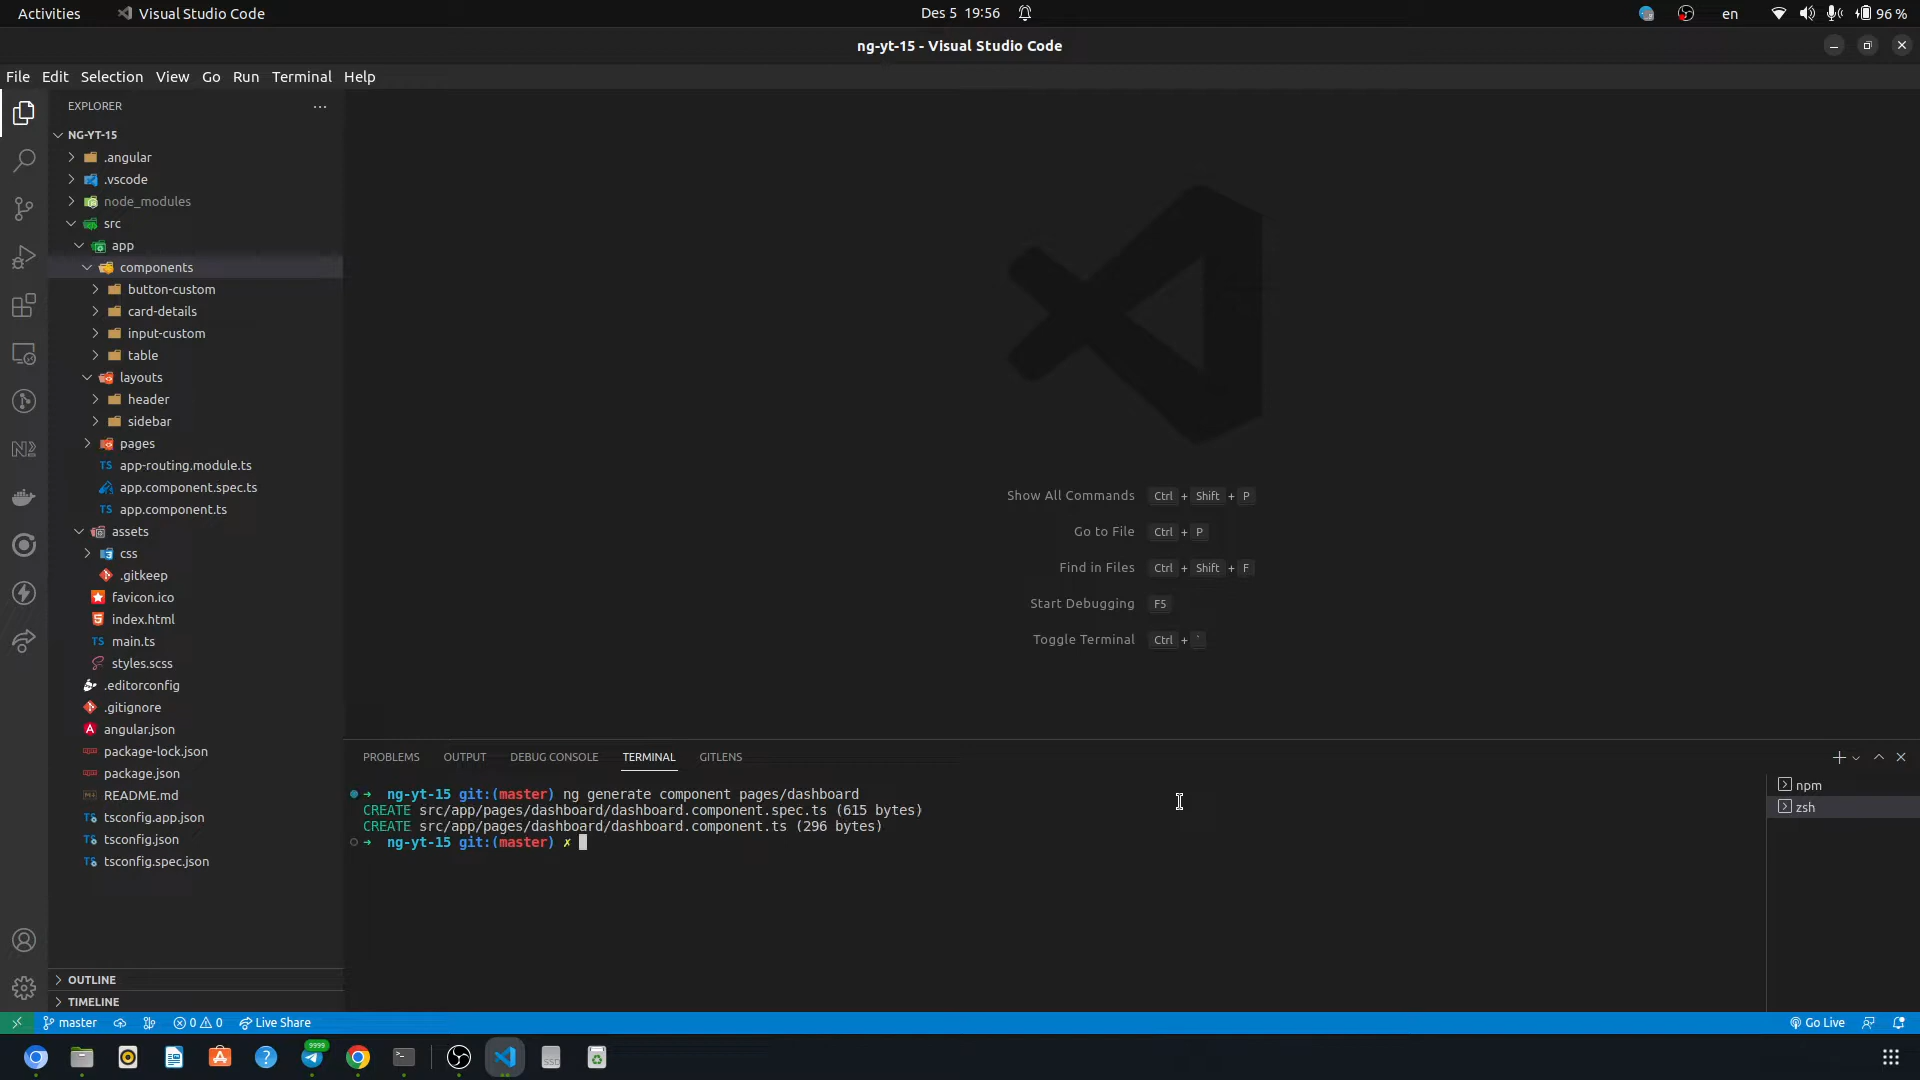 Activities
Visual Studio Code
Des 5 19:56
en
96 %
ng-yt-15 - Visual Studio Code
File Edit Selection View Go Run Terminal Help
EXPLORER
NG-YT-15
.angular
.vscode
node_modules
src
app
components
button-custom
card-details
input-custom
table
layouts
header
sidebar
pages
app-routing.module.ts
app.component.spec.ts
app.component.ts
assets
css
.gitkeep
favicon.ico
index.html
main.ts
styles.scss
.editorconfig
.gitignore
angular.json
package-lock.json
package.json
README.md
tsconfig.app.json
tsconfig.json
tsconfig.spec.json
OUTLINE
TIMELINE
Show All Commands Ctrl + Shift + P
Go to File Ctrl + P
Find in Files Ctrl + Shift + F
Start Debugging F5
Toggle Terminal Ctrl + `
PROBLEMS OUTPUT DEBUG CONSOLE TERMINAL GITLENS
➜ ng-yt-15 git:(master) ng generate component pages/dashboard
CREATE src/app/pages/dashboard/dashboard.component.spec.ts (615 bytes)
CREATE src/app/pages/dashboard/dashboard.component.ts (296 bytes)
➜ ng-yt-15 git:(master) ✗
npm
zsh
master
0 0
Live Share
Go Live
9999
SSD